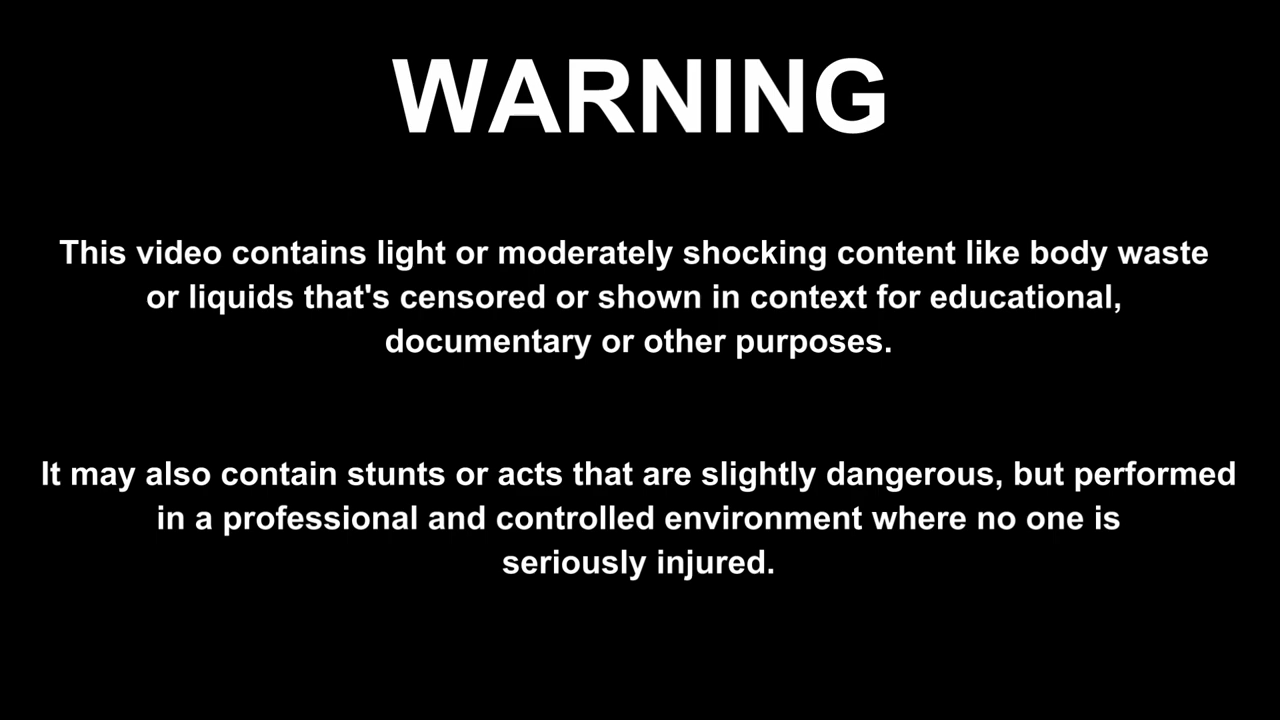 WARNING
This video contains light or moderately shocking content like body waste
or liquids that's censored or shown in context for educational,
documentary or other purposes.
It may also contain stunts or acts that are slightly dangerous, but performed
in a professional and controlled environment where no one is
seriously injured.